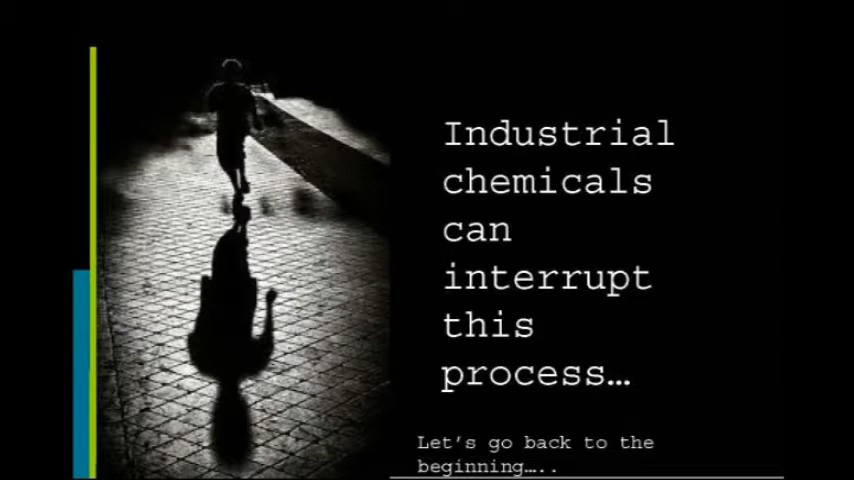 Industrial
chemicals
can
interrupt
this
process…
Let’s go back to the
beginning…..